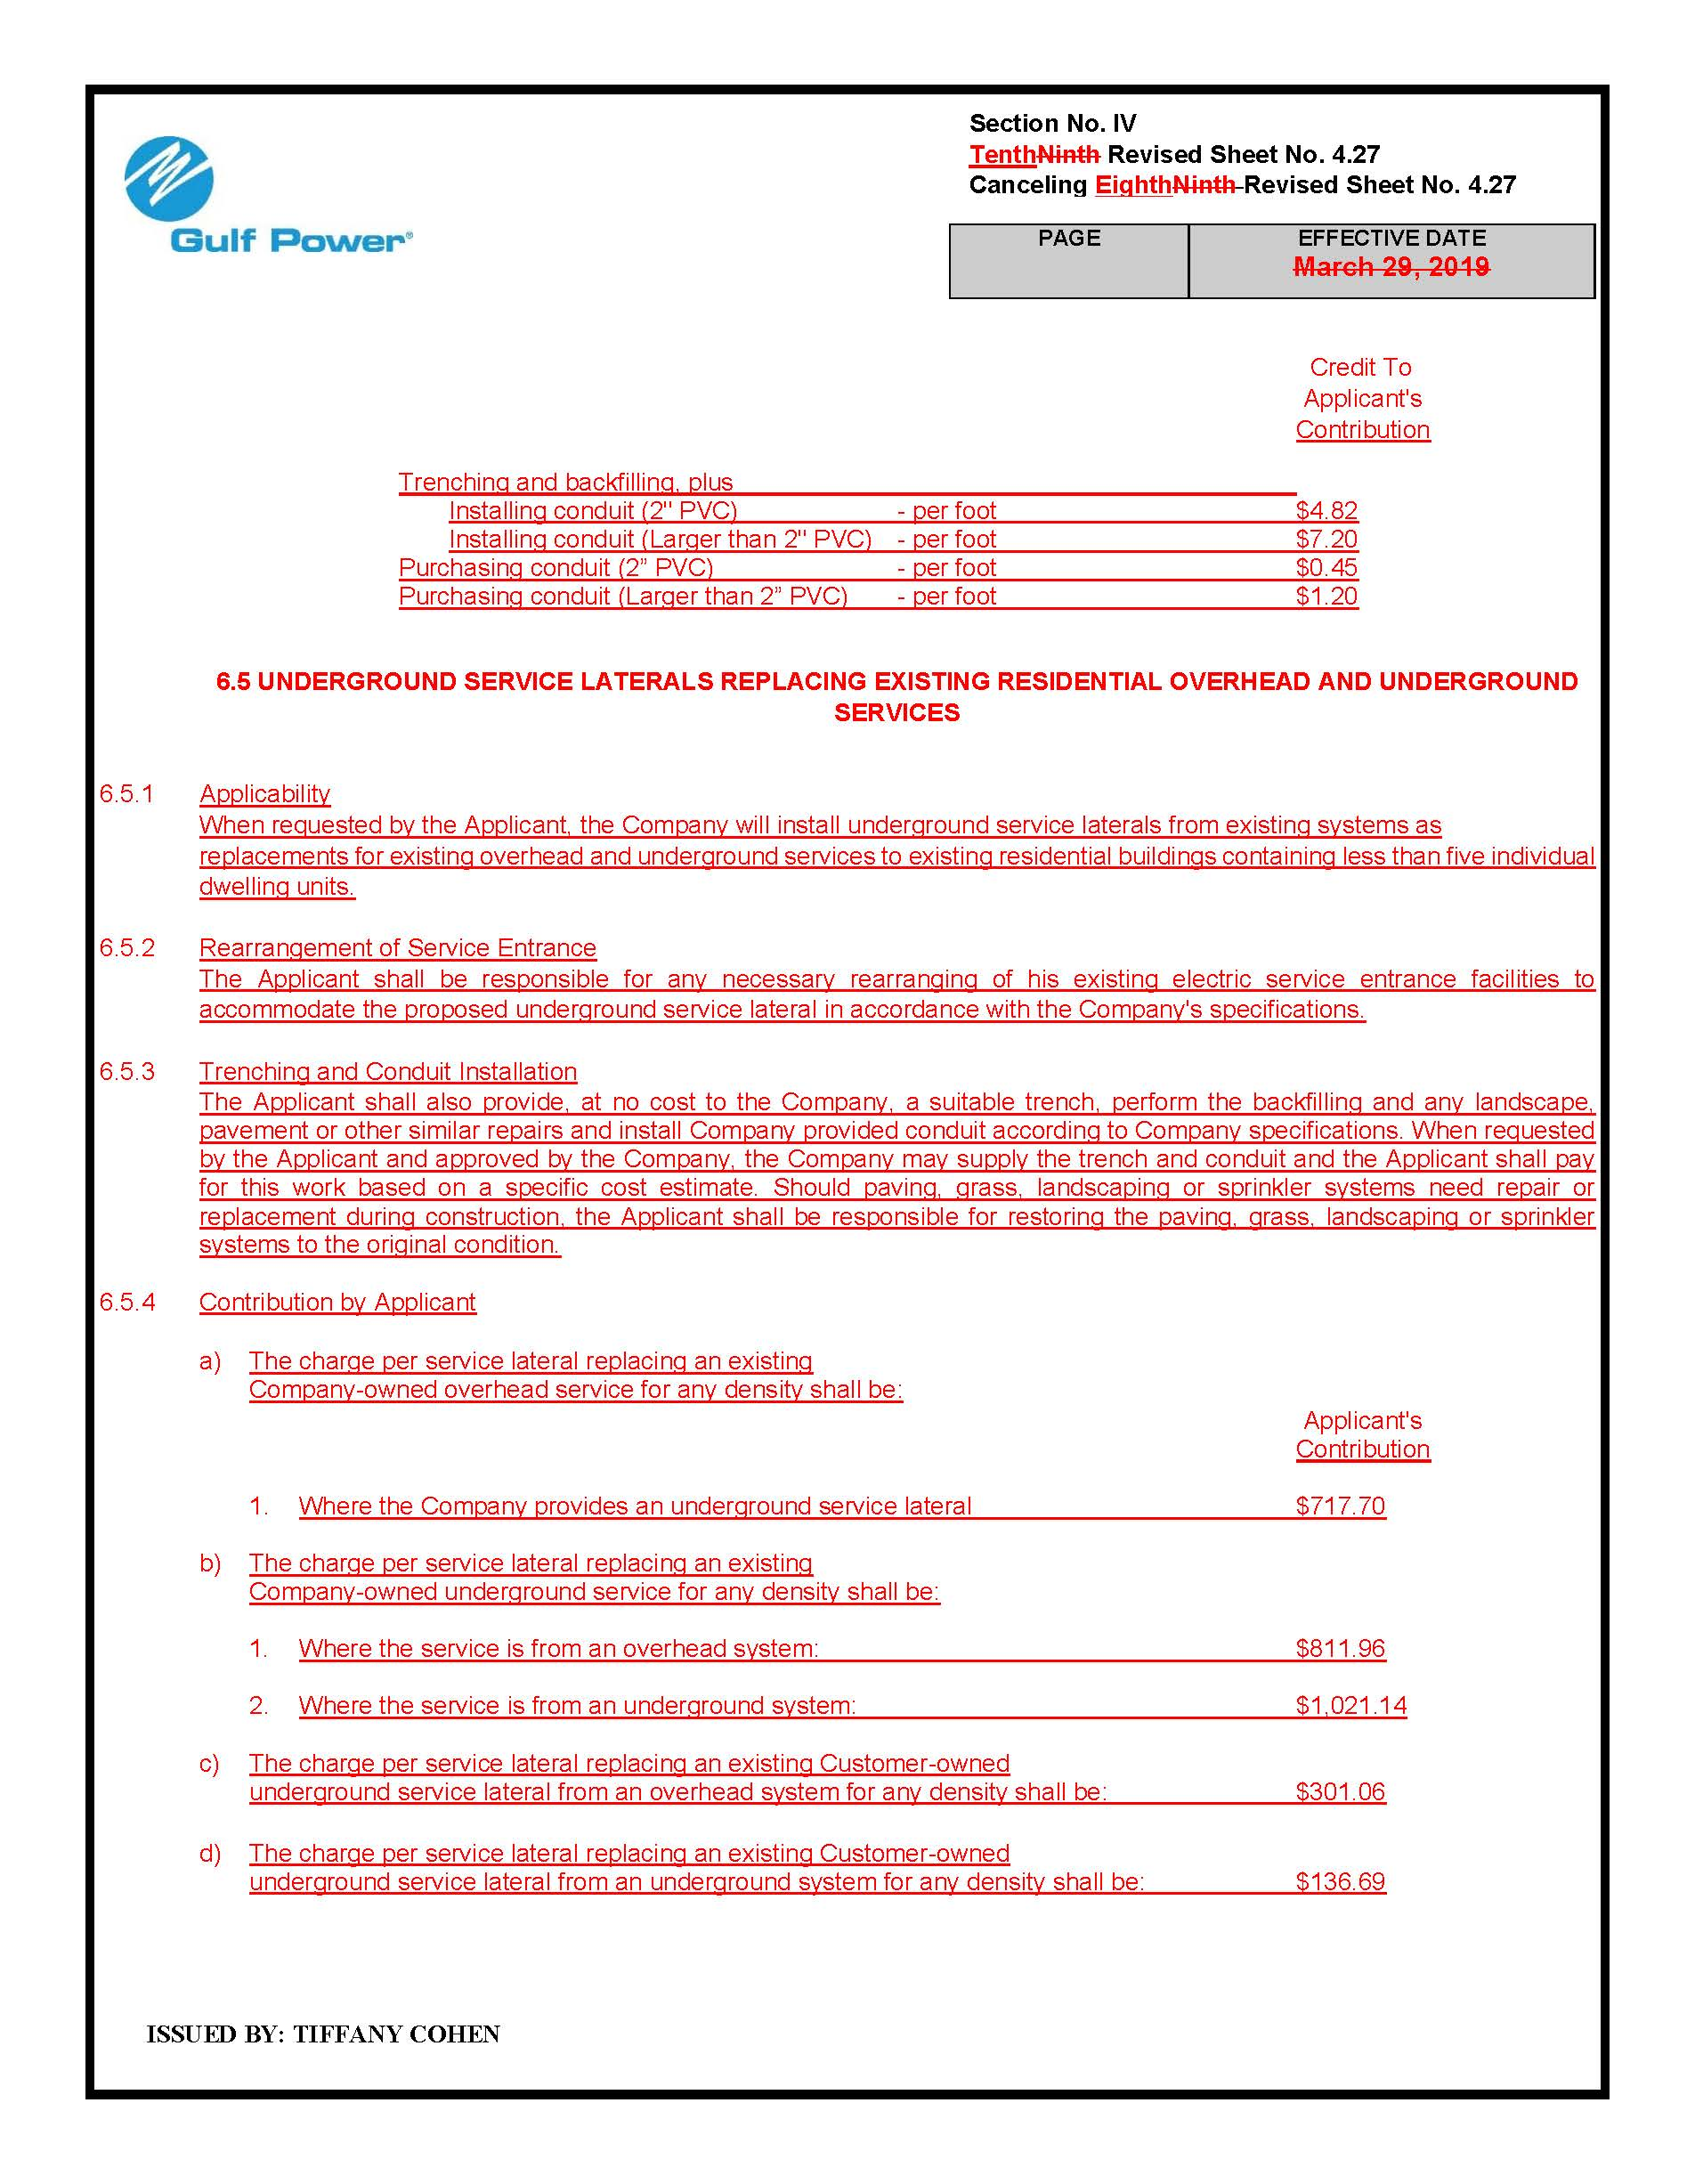 Gulf Power®
Section No. IV
TenthNinth Revised Sheet No. 4.27
Canceling EighthNinth Revised Sheet No. 4.27
PAGE
EFFECTIVE DATE
March 29, 2019
Credit To
Applicant's
Contribution
Trenching and backfilling, plus
Installing conduit (2" PVC) - per foot $4.82
Installing conduit (Larger than 2" PVC) - per foot $7.20
Purchasing conduit (2” PVC) - per foot $0.45
Purchasing conduit (Larger than 2” PVC) - per foot $1.20
6.5 UNDERGROUND SERVICE LATERALS REPLACING EXISTING RESIDENTIAL OVERHEAD AND UNDERGROUND
SERVICES
6.5.1 Applicability
When requested by the Applicant, the Company will install underground service laterals from existing systems as
replacements for existing overhead and underground services to existing residential buildings containing less than five individual
dwelling units.
6.5.2 Rearrangement of Service Entrance
The Applicant shall be responsible for any necessary rearranging of his existing electric service entrance facilities to
accommodate the proposed underground service lateral in accordance with the Company's specifications.
6.5.3 Trenching and Conduit Installation
The Applicant shall also provide, at no cost to the Company, a suitable trench, perform the backfilling and any landscape,
pavement or other similar repairs and install Company provided conduit according to Company specifications. When requested
by the Applicant and approved by the Company, the Company may supply the trench and conduit and the Applicant shall pay
for this work based on a specific cost estimate. Should paving, grass, landscaping or sprinkler systems need repair or
replacement during construction, the Applicant shall be responsible for restoring the paving, grass, landscaping or sprinkler
systems to the original condition.
6.5.4 Contribution by Applicant
a) The charge per service lateral replacing an existing
Company-owned overhead service for any density shall be:
Applicant's
Contribution
1. Where the Company provides an underground service lateral $717.70
b) The charge per service lateral replacing an existing
Company-owned underground service for any density shall be:
1. Where the service is from an overhead system: $811.96
2. Where the service is from an underground system: $1,021.14
c) The charge per service lateral replacing an existing Customer-owned
underground service lateral from an overhead system for any density shall be: $301.06
d) The charge per service lateral replacing an existing Customer-owned
underground service lateral from an underground system for any density shall be: $136.69
ISSUED BY: TIFFANY COHEN